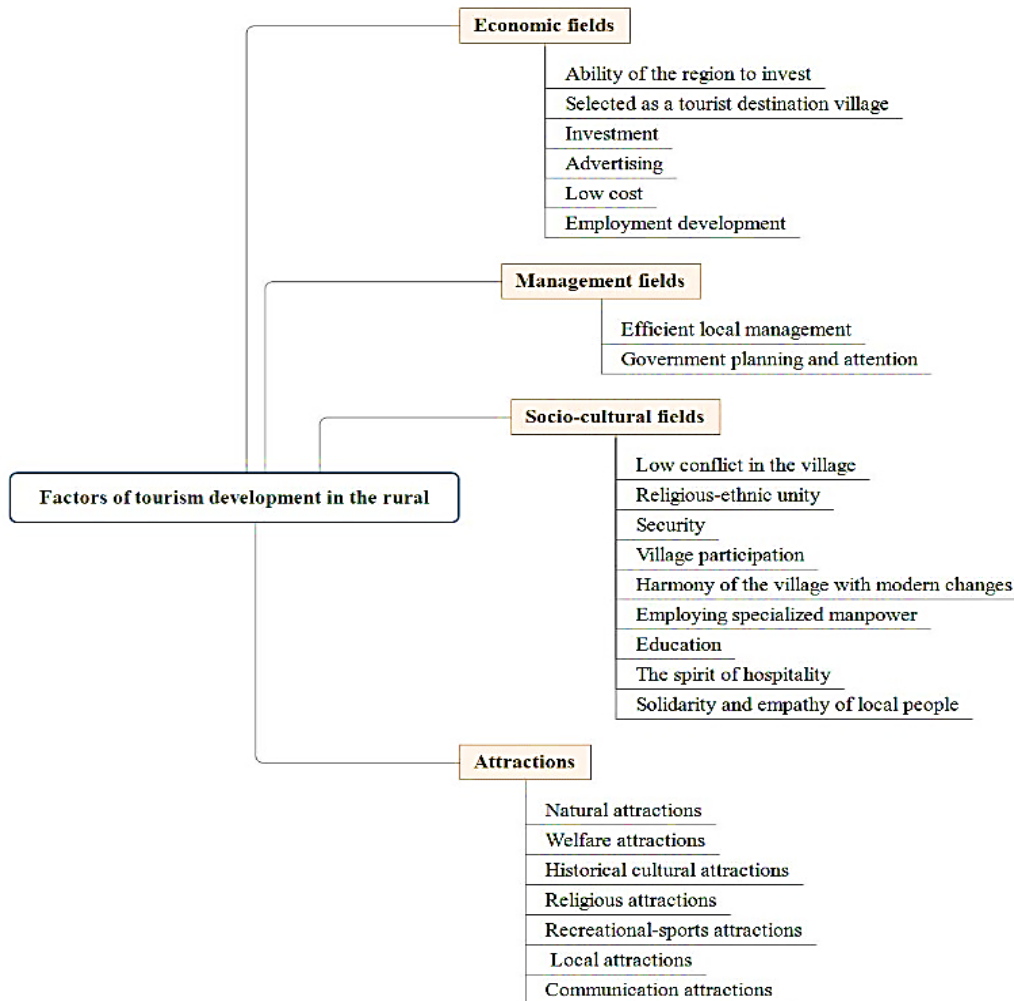 Economic fields
Ability of the region to invest
Selected as a tourist destination village
Investment
Advertising
Low cost
Employment development
Management fields
Efficient local management
Government planning and attention
Socio-cultural fields
Low conflict in the village
Religious-ethnic unity
Security
Village participation
Harmony of the village with modern changes
Employing specialized manpower
Education
The spirit of hospitality
Solidarity and empathy of local people
Factors of tourism development in the rural
Attractions
Natural attractions
Welfare attractions
Historical cultural attractions
Religious attractions
Recreational-sports attractions
Local attractions
Communication attractions